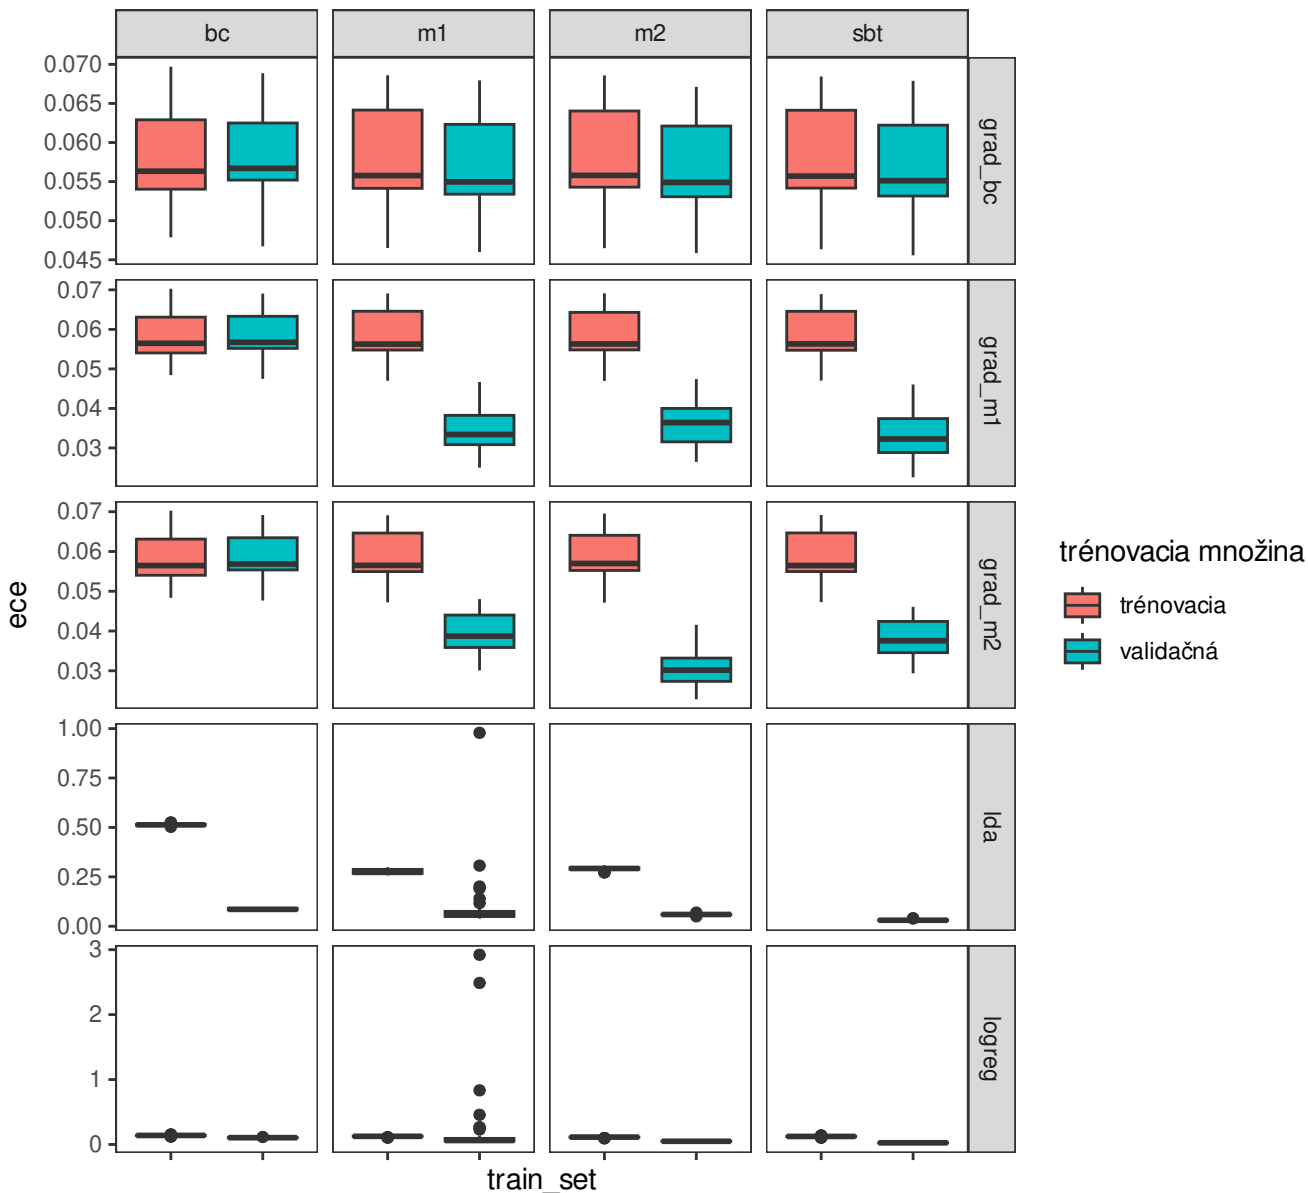 bc m1 m2 sbt
0.070
0.065
0.060
0.055
0.050
0.045
grad_bc
0.07
0.06
0.05
0.04
0.03
grad_m1
0.07
0.06
0.05
0.04
0.03
grad_m2
1.00
0.75
0.50
0.25
0.00
lda
3
2
1
0
logreg
ece
train_set
trénovacia množina
trénovacia
validačná